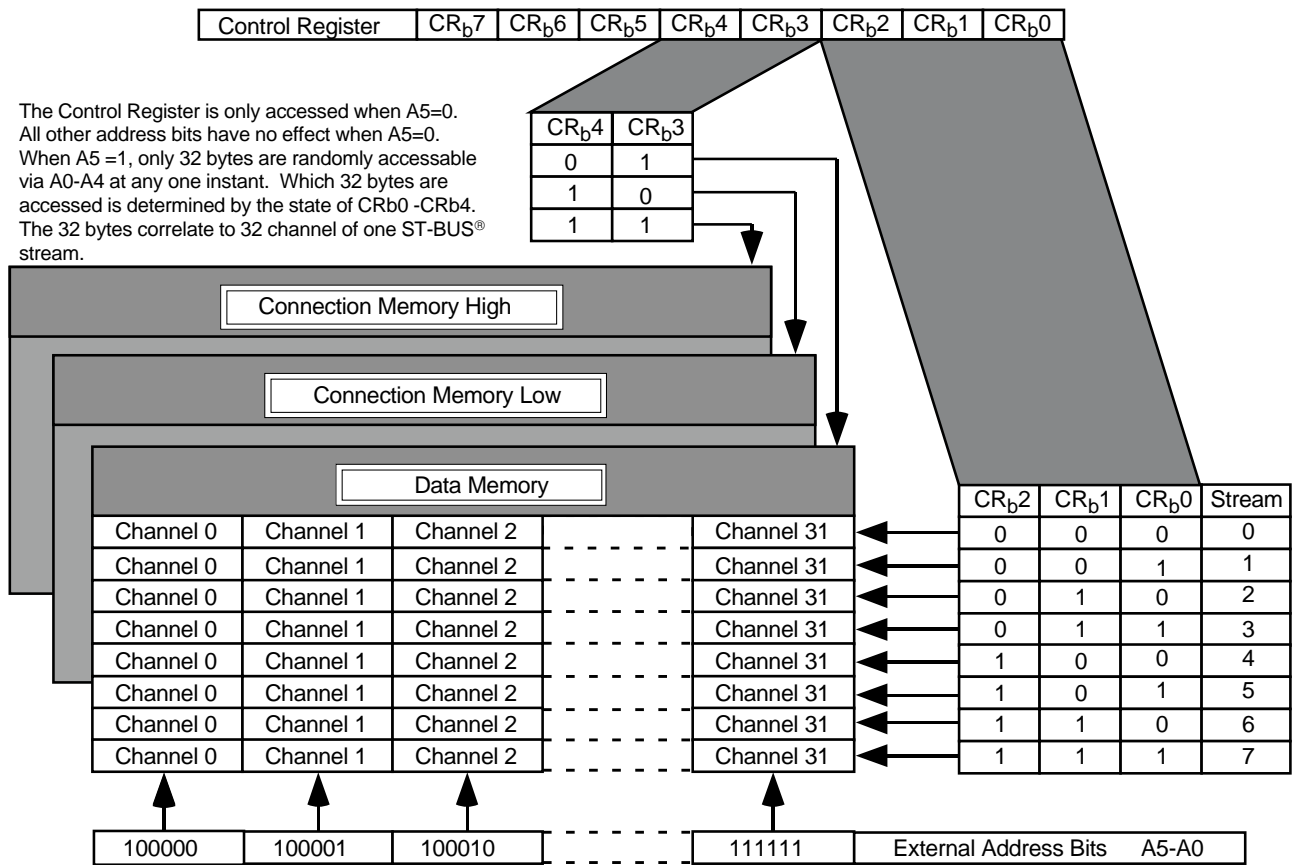 Control Register CRb7 CRb6 CRb5 CRb4 CRb3 CRb2 CRb1 CRb0
The Control Register is only accessed when A5=0.
All other address bits have no effect when A5=0.
When A5 =1, only 32 bytes are randomly accessable
via A0-A4 at any one instant. Which 32 bytes are
accessed is determined by the state of CRb0 -CRb4.
The 32 bytes correlate to 32 channel of one ST-BUS®
stream.
CRb4 CRb3
0 1
1 0
1 1
Connection Memory High
Connection Memory Low
Data Memory
CRb2 CRb1 CRb0 Stream
Channel 0 Channel 1 Channel 2 Channel 31 0 0 0 0
Channel 0 Channel 1 Channel 2 Channel 31 0 0 1 1
Channel 0 Channel 1 Channel 2 Channel 31 0 1 0 2
Channel 0 Channel 1 Channel 2 Channel 31 0 1 1 3
Channel 0 Channel 1 Channel 2 Channel 31 1 0 0 4
Channel 0 Channel 1 Channel 2 Channel 31 1 0 1 5
Channel 0 Channel 1 Channel 2 Channel 31 1 1 0 6
Channel 0 Channel 1 Channel 2 Channel 31 1 1 1 7
100000 100001 100010 111111 External Address Bits A5-A0